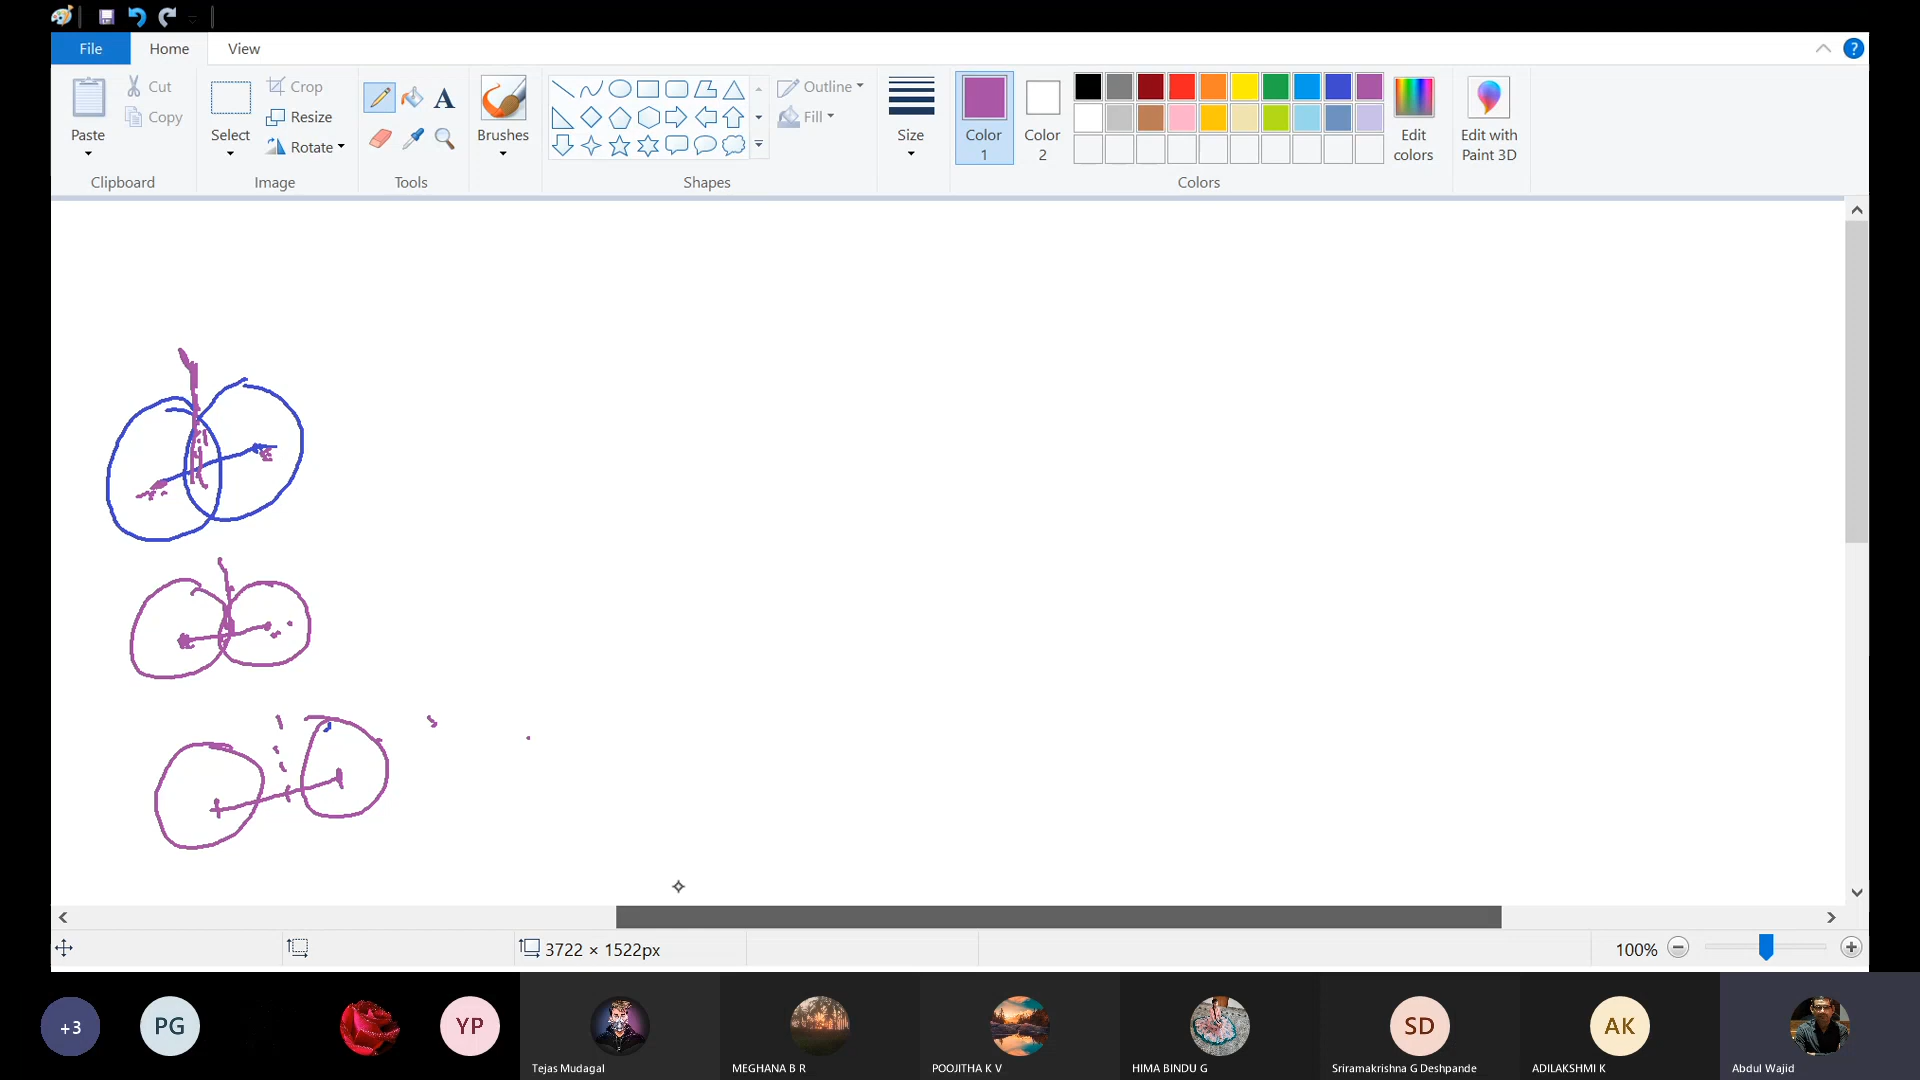 File Home View ?
Cut Crop Outline
Copy Resize Fill
Paste Select Rotate Brushes Size Color 1 Color 2 Edit colors Edit with Paint 3D
A
Clipboard Image Tools Shapes Colors
3722 × 1522px 100%
+3 PG YP SD AK
Tejas Mudagal MEGHANA B R POOJITHA K V HIMA BINDU G Sriramakrishna G Deshpande ADILAKSHMI K Abdul Wajid